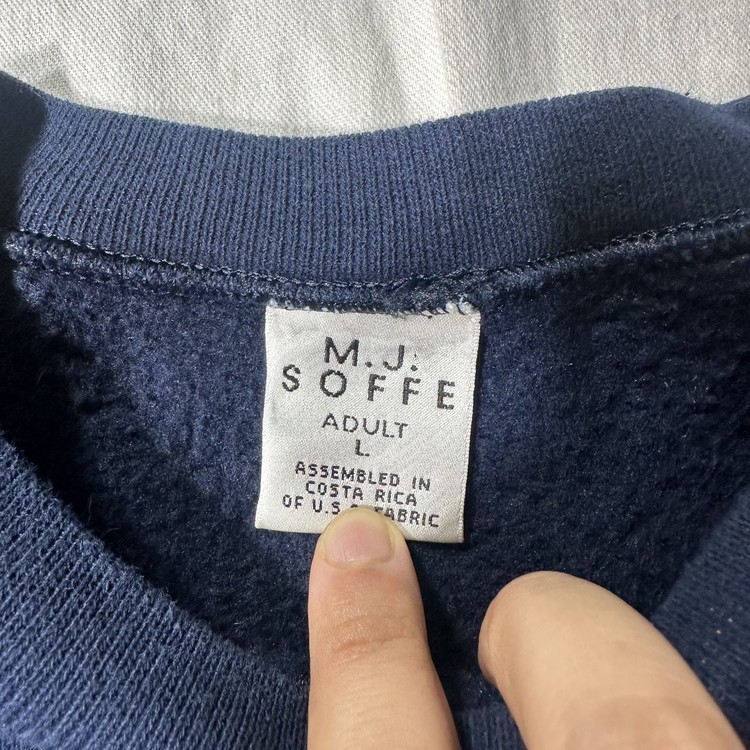 M.J.
SOFFE
ADULT
L
ASSEMBLED IN
COSTA RICA
OF U.S.A FABRIC